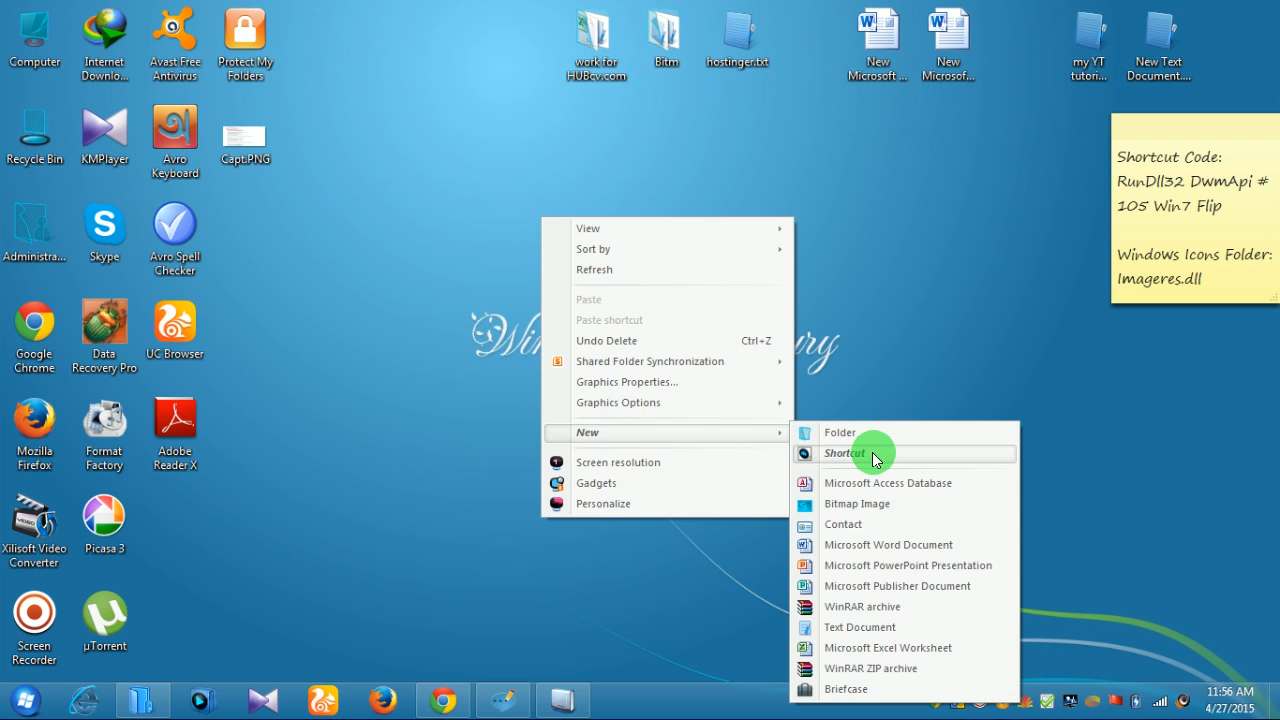 Computer
Internet
Downlo...
Avast Free
Antivirus
Protect My
Folders
work for
HUBcv.com
Bitm
hostinger.txt
New
Microsoft ...
New
Microsof...
my YT
tutori...
New Text
Document....
Recycle Bin
KMPlayer
Avro
Keyboard
Capt.PNG
Administra...
Skype
Avro Spell
Checker
Google
Chrome
Data
Recovery Pro
UC Browser
Mozilla
Firefox
Format
Factory
Adobe
Reader X
Xilisoft Video
Converter
Picasa 3
Screen
Recorder
µTorrent
Shortcut Code:
RunDll32 DwmApi #
105 Win7 Flip
Windows Icons Folder:
Imageres.dll
View
Sort by
Refresh
Paste
Paste shortcut
Undo Delete Ctrl+Z
Shared Folder Synchronization
Graphics Properties...
Graphics Options
New
Screen resolution
Gadgets
Personalize
Folder
Shortcut
Microsoft Access Database
Bitmap Image
Contact
Microsoft Word Document
Microsoft PowerPoint Presentation
Microsoft Publisher Document
WinRAR archive
Text Document
Microsoft Excel Worksheet
WinRAR ZIP archive
Briefcase
11:56 AM
4/27/2015